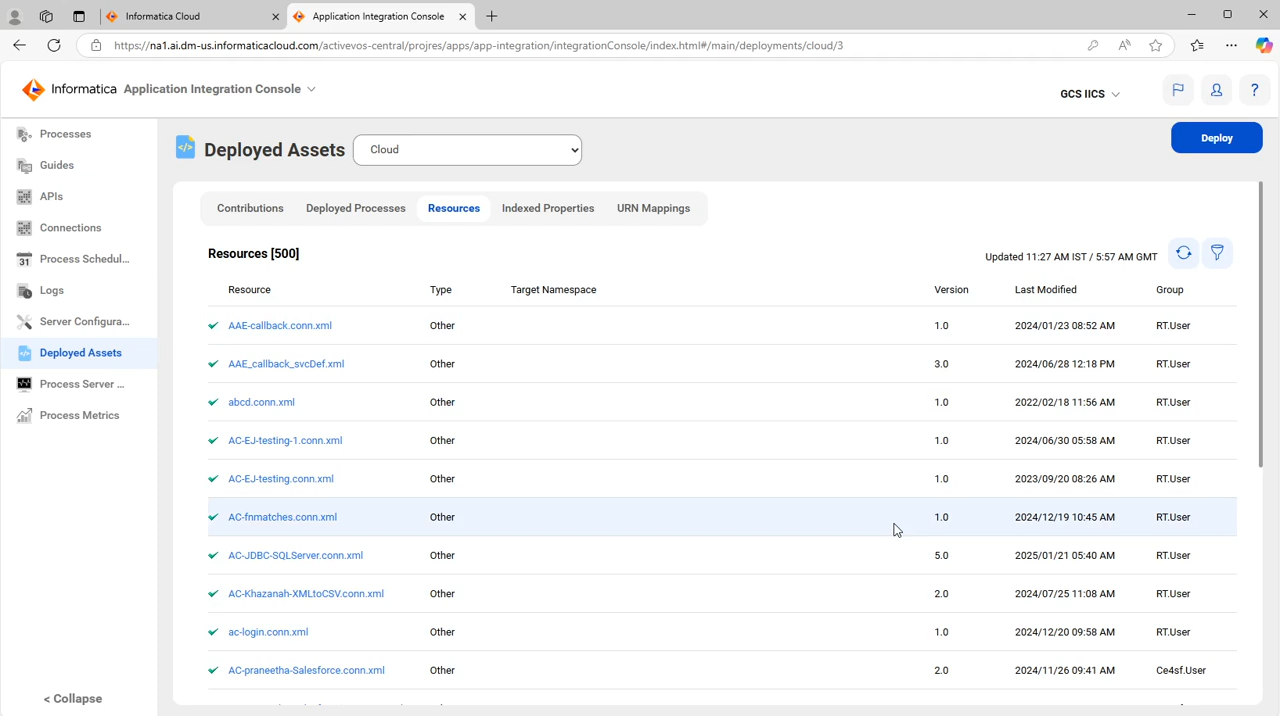 Informatica Cloud
Application Integration Console
https://na1.ai.dm-us.informaticacloud.com/activevos-central/projres/apps/app-integration/integrationConsole/index.html#/main/deployments/cloud/3
Informatica Application Integration Console
GCS IICS
?
Processes
Guides
APIs
Connections
31 Process Schedul...
Logs
Server Configura...
Deployed Assets
Process Server ...
Process Metrics
< Collapse
Deployed Assets Cloud
Deploy
Contributions Deployed Processes Resources Indexed Properties URN Mappings
Resources [500]
Updated 11:27 AM IST / 5:57 AM GMT
Resource Type Target Namespace Version Last Modified Group
AAE-callback.conn.xml Other 1.0 2024/01/23 08:52 AM RT.User
AAE_callback_svcDef.xml Other 3.0 2024/06/28 12:18 PM RT.User
abcd.conn.xml Other 1.0 2022/02/18 11:56 AM RT.User
AC-EJ-testing-1.conn.xml Other 1.0 2024/06/30 05:58 AM RT.User
AC-EJ-testing.conn.xml Other 1.0 2023/09/20 08:26 AM RT.User
AC-fnmatches.conn.xml Other 1.0 2024/12/19 10:45 AM RT.User
AC-JDBC-SQLServer.conn.xml Other 5.0 2025/01/21 05:40 AM RT.User
AC-Khazanah-XMLtoCSV.conn.xml Other 2.0 2024/07/25 11:08 AM RT.User
ac-login.conn.xml Other 1.0 2024/12/20 09:58 AM RT.User
AC-praneetha-Salesforce.conn.xml Other 2.0 2024/11/26 09:41 AM Ce4sf.User